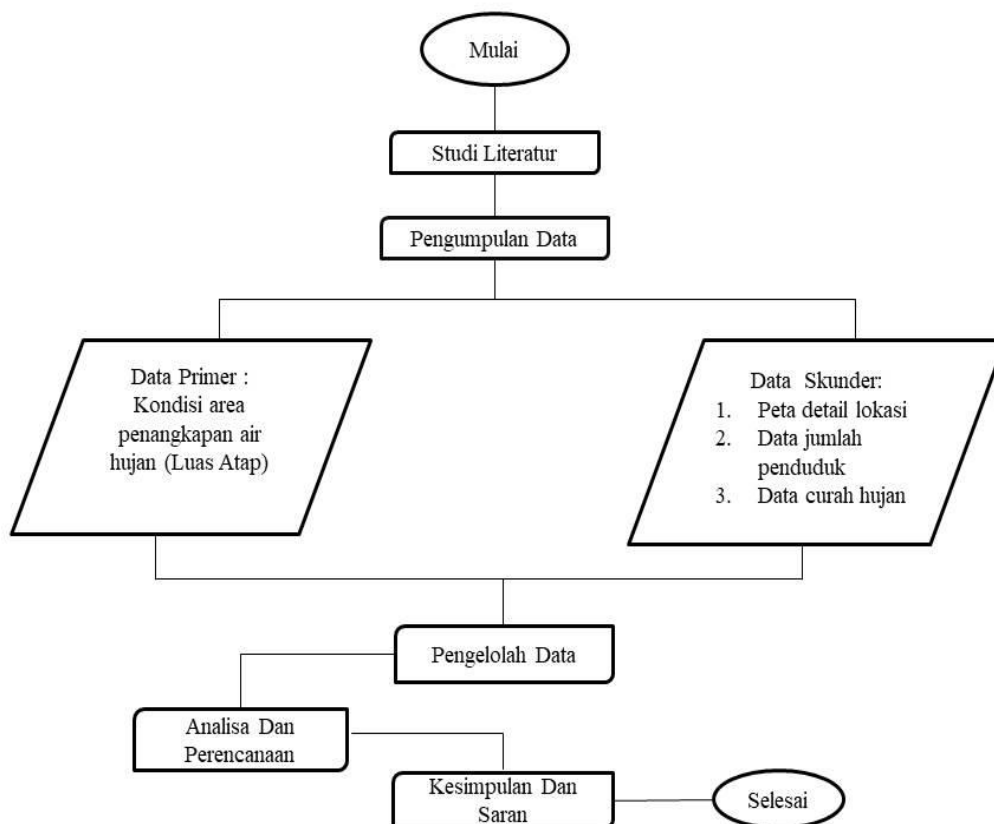 Mulai
Studi Literatur
Pengumpulan Data
Data Primer :
Kondisi area
penangkapan air
hujan (Luas Atap)
Data Skunder:
1. Peta detail lokasi
2. Data jumlah
penduduk
3. Data curah hujan
Pengelolah Data
Analisa Dan
Perencanaan
Kesimpulan Dan
Saran
Selesai